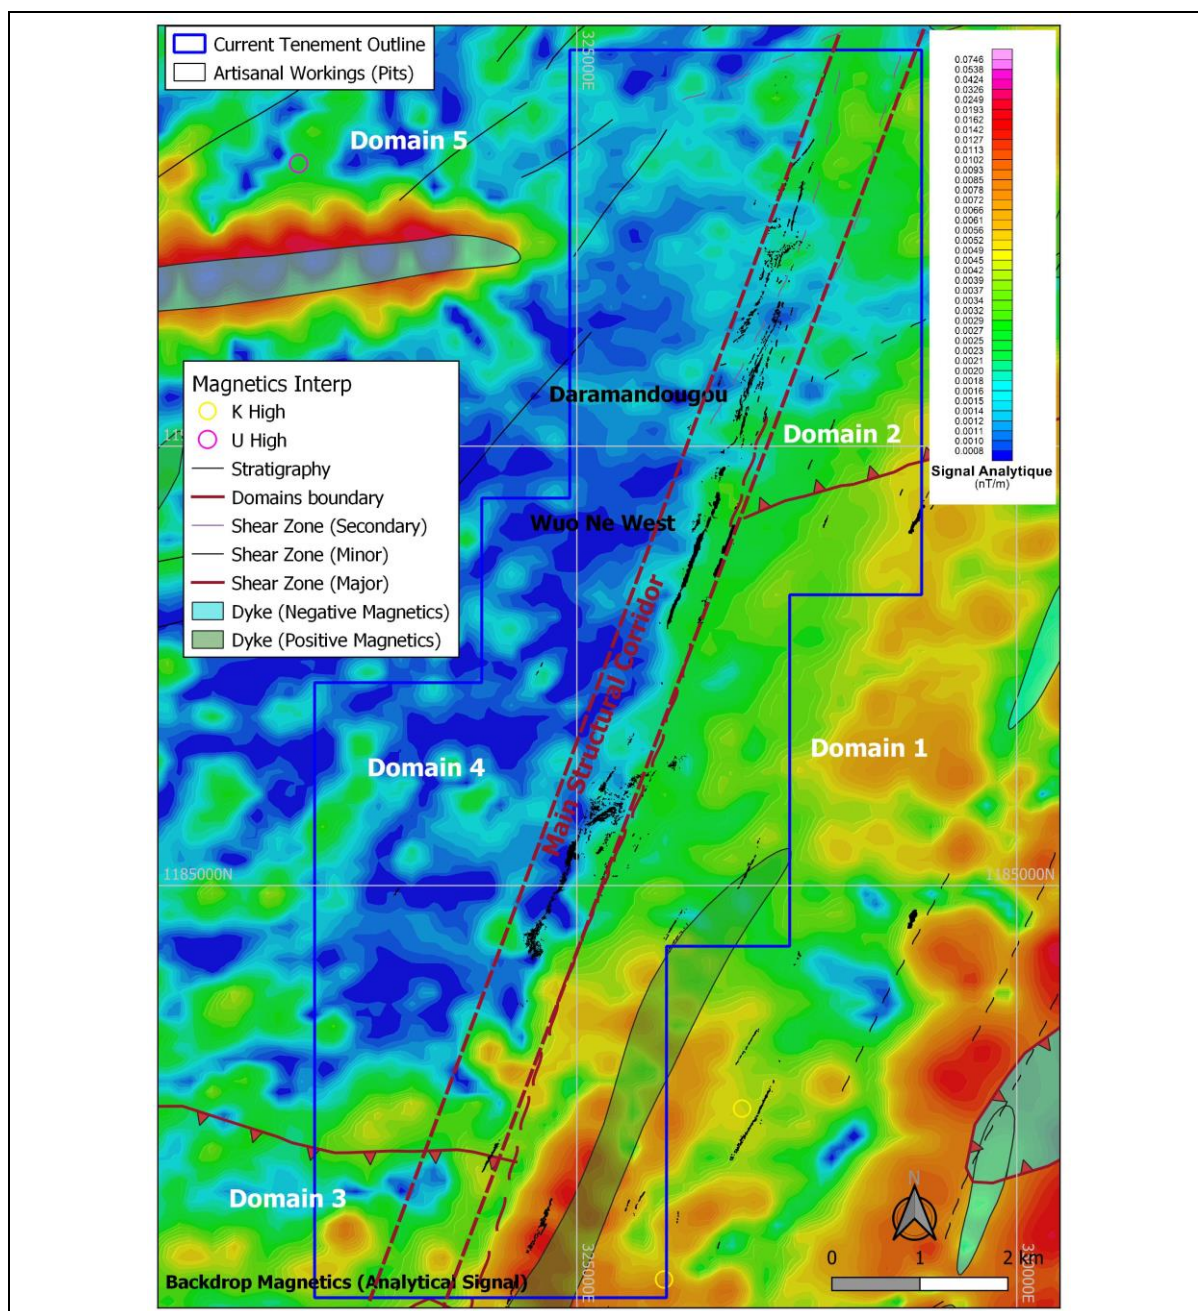 Current Tenement Outline
Artisanal Workings (Pits)
325000E
Domain 5
0.0746
0.0538
0.0424
0.0326
0.0249
0.0193
0.0162
0.0142
0.0127
0.0113
0.0102
0.0093
0.0085
0.0078
0.0072
0.0066
0.0061
0.0056
0.0052
0.0049
0.0045
0.0042
0.0039
0.0037
0.0034
0.0032
0.0029
0.0027
0.0025
0.0023
0.0021
0.0020
0.0018
0.0016
0.0015
0.0014
0.0012
0.0011
0.0010
0.0008
Signal Analytique
(nT/m)
Magnetics Interp
K High
U High
Stratigraphy
Domains boundary
Shear Zone (Secondary)
Shear Zone (Minor)
Shear Zone (Major)
Dyke (Negative Magnetics)
Dyke (Positive Magnetics)
Daramandougou
Domain 2
Wuo Ne West
Main Structural Corridor
Domain 4
Domain 1
1185000N
1185000N
Domain 3
N
0 1 2 km
325000E
Backdrop Magnetics (Analytical Signal)